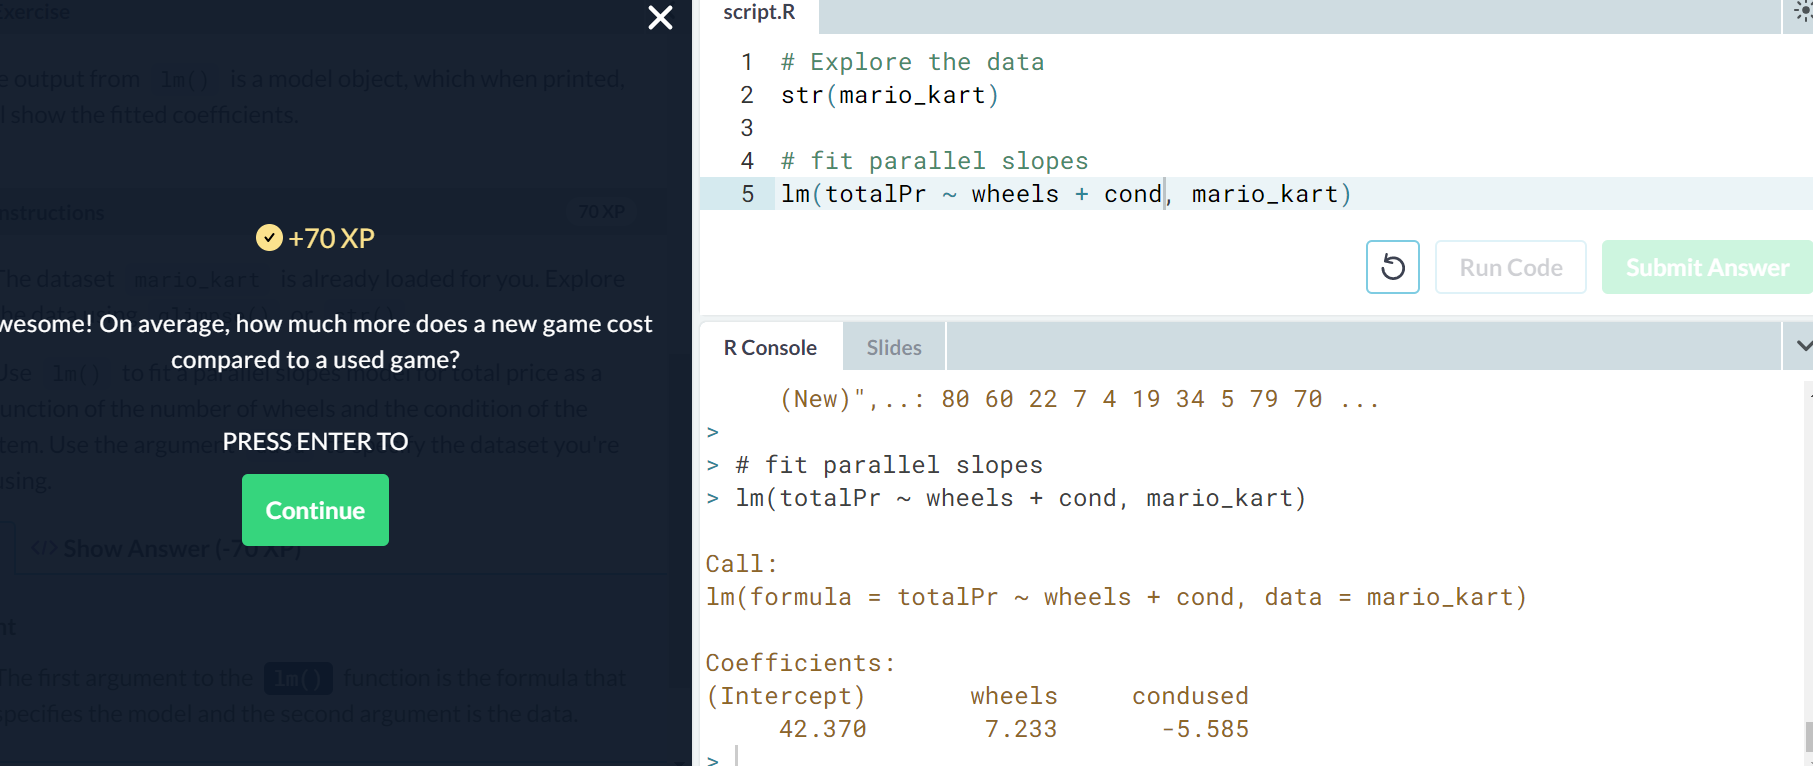 Exercise
e output from lm() is a model object, which when printed,
l show the fitted coefficients.
nstructions
70 XP
+70 XP
The dataset mario_kart is already loaded for you. Explore
wesome! On average, how much more does a new game cost
compared to a used game?
Use lm() to fit a parallel slopes model for total price as a
unction of the number of wheels and the condition of the
tem. Use the argument the dataset you're
using.
PRESS ENTER TO
Continue
</> Show Answer (-70 XP)
nt
The first argument to the lm() function is the formula that
specifies the model and the second argument is the data.
script.R
1 # Explore the data
2 str(mario_kart)
3
4 # fit parallel slopes
5 lm(totalPr ~ wheels + cond, mario_kart)
Run Code
Submit Answer
R Console
Slides
(New)",..: 80 60 22 7 4 19 34 5 79 70 ...
>
> # fit parallel slopes
> lm(totalPr ~ wheels + cond, mario_kart)
Call:
lm(formula = totalPr ~ wheels + cond, data = mario_kart)
Coefficients:
(Intercept) wheels condused
42.370 7.233 -5.585
>